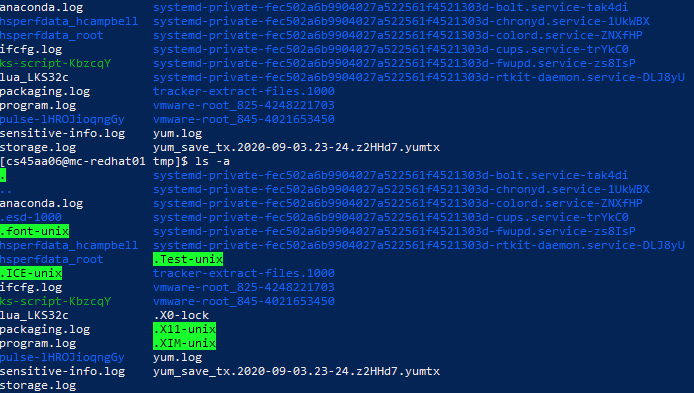 hsperfdata_hcampbell systemd-private-fec502a6b9904027a522561f4521303d-bolt.service-tak4di
hsperfdata_root systemd-private-fec502a6b9904027a522561f4521303d-chronyd.service-1UkWBX
ifcfg.log systemd-private-fec502a6b9904027a522561f4521303d-colord.service-ZNXfHP
ks-script-KbzcqY systemd-private-fec502a6b9904027a522561f4521303d-cups.service-trYkC0
lua_LKS32c systemd-private-fec502a6b9904027a522561f4521303d-fwupd.service-zs8IsP
packaging.log systemd-private-fec502a6b9904027a522561f4521303d-rtkit-daemon.service-DLJ8yU
program.log tracker-extract-files.1000
pulse-lHROJioqngGy vmware-root_845-4248221703
sensitive-info.log vmware-root_845-4021653450
storage.log yum.log
yum_save_tx.2020-09-03.23-24.z2HHd7.yumtx
[cs45aa06@mc-redhat01 tmp]$ ls -a
. systemd-private-fec502a6b9904027a522561f4521303d-bolt.service-tak4di
.. systemd-private-fec502a6b9904027a522561f4521303d-chronyd.service-1UkWBX
anaconda.log systemd-private-fec502a6b9904027a522561f4521303d-colord.service-ZNXfHP
.esd-1000 systemd-private-fec502a6b9904027a522561f4521303d-cups.service-trYkC0
.font-unix systemd-private-fec502a6b9904027a522561f4521303d-fwupd.service-zs8IsP
hsperfdata_hcampbell systemd-private-fec502a6b9904027a522561f4521303d-rtkit-daemon.service-DLJ8yU
hsperfdata_root .Test-unix
.ICE-unix tracker-extract-files.1000
ifcfg.log vmware-root_845-4248221703
ks-script-KbzcqY vmware-root_845-4021653450
lua_LKS32c .X0-lock
packaging.log .X11-unix
program.log .XIM-unix
pulse-lHROJioqngGy yum.log
sensitive-info.log yum_save_tx.2020-09-03.23-24.z2HHd7.yumtx
storage.log